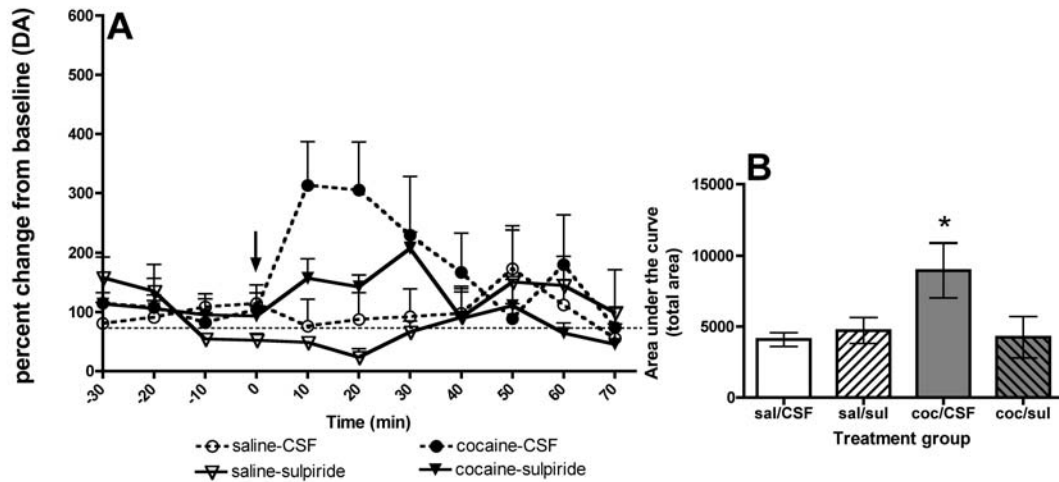 A
percent change from baseline (DA)
600
500
400
300
200
100
0
-30
-20
-10
0
10
20
30
40
50
60
70
Time (min)
saline-CSF
cocaine-CSF
saline-sulpiride
cocaine-sulpiride
B
Area under the curve
(total area)
15000
10000
5000
0
*
sal/CSF
sal/sul
coc/CSF
coc/sul
Treatment group